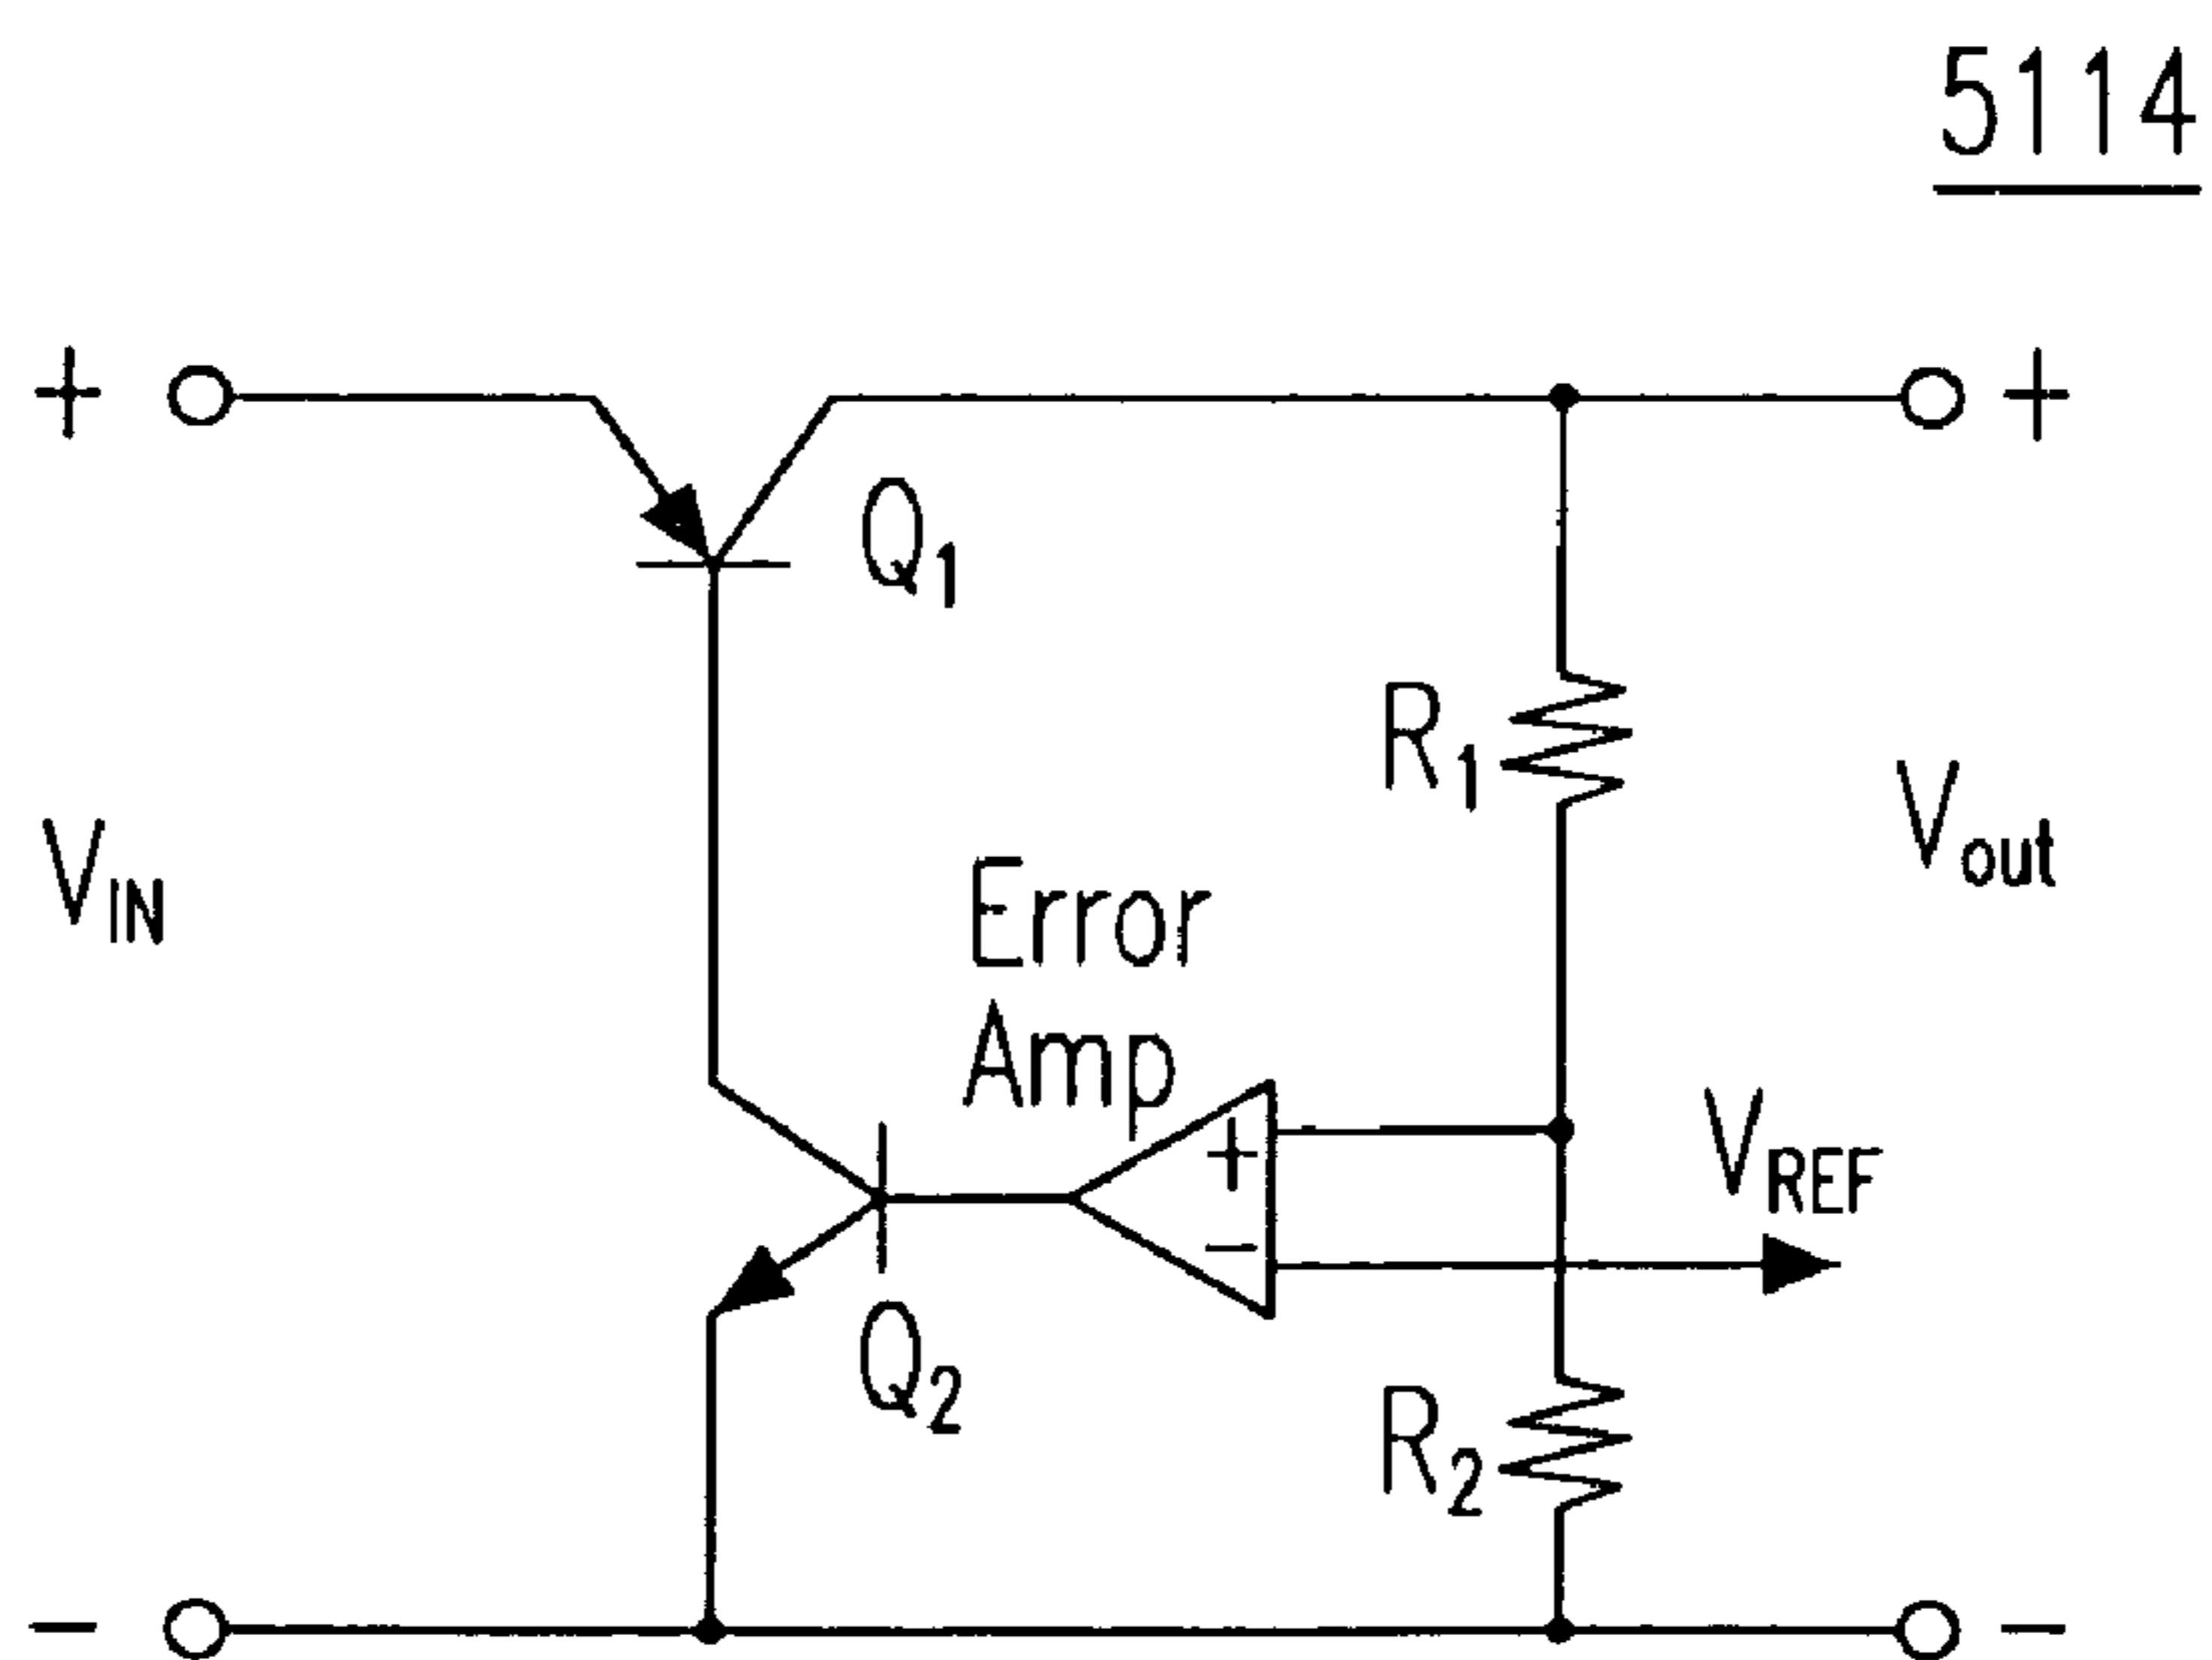 5114
+ +
Q1
R1
VIN
Vout
Error
Amp
+
VREF
−
Q2
R2
− −